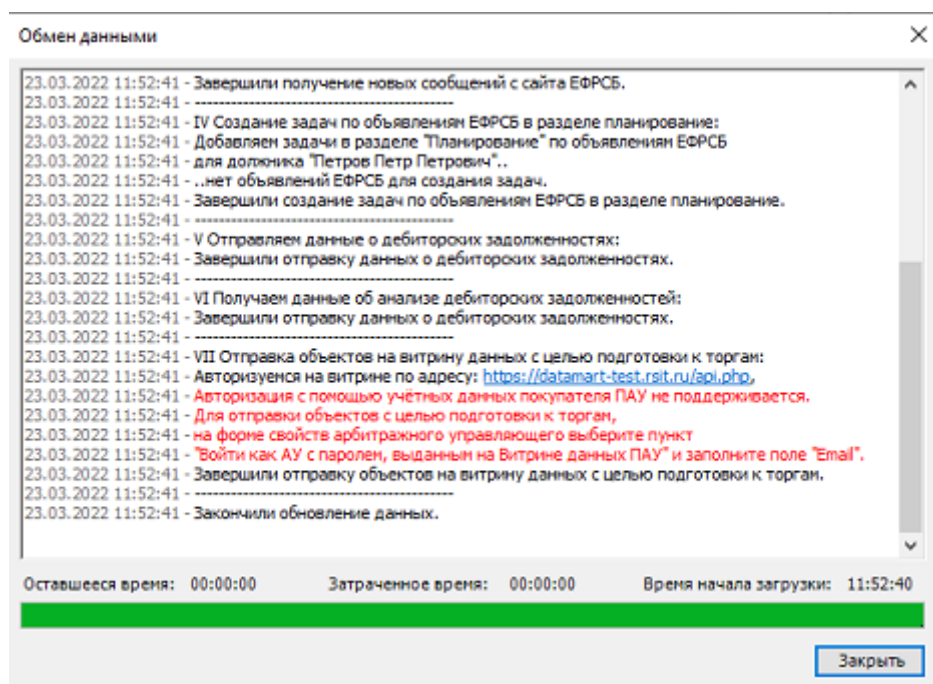 Обмен данными
23.03.2022 11:52:41 - Завершили получение новых сообщений с сайта ЕФРСБ.
23.03.2022 11:52:41 - -------------------------------------------
23.03.2022 11:52:41 - IV Создание задач по объявлениям ЕФРСБ в разделе планирование:
23.03.2022 11:52:41 - Добавляем задачи в разделе "Планирование" по объявлениям ЕФРСБ
23.03.2022 11:52:41 - для должника "Петров Петр Петрович"..
23.03.2022 11:52:41 - ..нет объявлений ЕФРСБ для создания задач.
23.03.2022 11:52:41 - Завершили создание задач по объявлениям ЕФРСБ в разделе планирование.
23.03.2022 11:52:41 - -------------------------------------------
23.03.2022 11:52:41 - V Отправляем данные о дебиторских задолженностях:
23.03.2022 11:52:41 - Завершили отправку данных о дебиторских задолженностях.
23.03.2022 11:52:41 - -------------------------------------------
23.03.2022 11:52:41 - VI Получаем данные об анализе дебиторских задолженностей:
23.03.2022 11:52:41 - Завершили отправку данных о дебиторских задолженностях.
23.03.2022 11:52:41 - -------------------------------------------
23.03.2022 11:52:41 - VII Отправка объектов на витрину данных с целью подготовки к торгам:
23.03.2022 11:52:41 - Авторизуемся на витрине по адресу: https://datamart-test.rsit.ru/api.php,
23.03.2022 11:52:41 - Авторизация с помощью учётных данных покупателя ПАУ не поддерживается.
23.03.2022 11:52:41 - Для отправки объектов с целью подготовки к торгам,
23.03.2022 11:52:41 - на форме свойств арбитражного управляющего выберите пункт
23.03.2022 11:52:41 - "Войти как АУ с паролем, выданным на Витрине данных ПАУ" и заполните поле "Email".
23.03.2022 11:52:41 - Завершили отправку объектов на витрину данных с целью подготовки к торгам.
23.03.2022 11:52:41 - -------------------------------------------
23.03.2022 11:52:41 - Закончили обновление данных.
Оставшееся время: 00:00:00 Затраченное время: 00:00:00 Время начала загрузки: 11:52:40
Закрыть